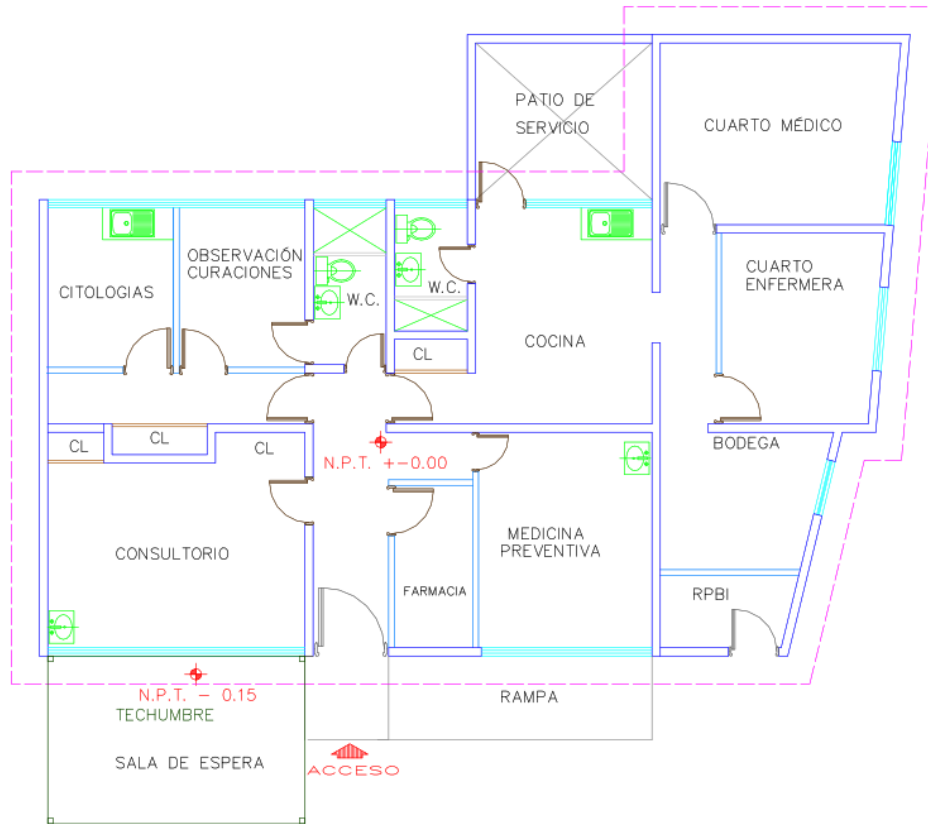 PATIO DE
SERVICIO
CUARTO MÉDICO
OBSERVACIÓN
CURACIONES
CITOLOGIAS
W.C.
W.C.
CUARTO
ENFERMERA
COCINA
CL
CL
CL
CL
BODEGA
N.P.T. +-0.00
CONSULTORIO
MEDICINA
PREVENTIVA
FARMACIA
RPBI
N.P.T. - 0.15
TECHUMBRE
RAMPA
SALA DE ESPERA
ACCESO